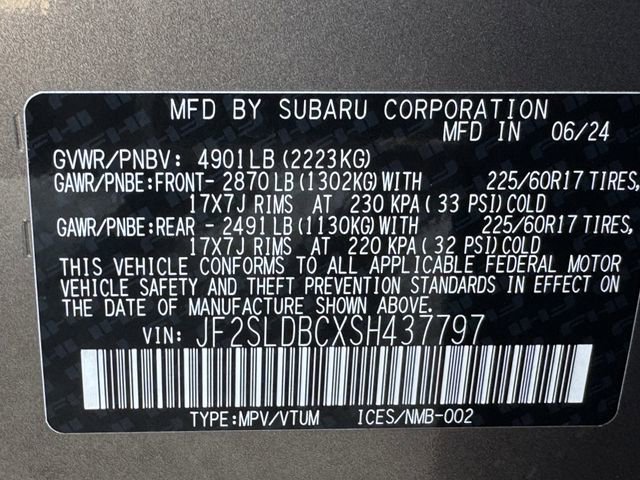 MFD BY SUBARU CORPORATION
MFD IN 06/24
GVWR/PNBV: 4901LB(2223KG)
GAWR/PNBE:FRONT- 2870LB(1302KG)WITH 225/60R17 TIRES,
17X7J RIMS AT 230 KPA( 33 PSI)COLD
GAWR/PNBE:REAR - 2491LB(1130KG)WITH 225/60R17 TIRES,
17X7J RIMS AT 220 KPA( 32 PSI)COLD
THIS VEHICLE CONFORMS TO ALL APPLICABLE FEDERAL MOTOR
VEHICLE SAFETY AND THEFT PREVENTION STANDARDS IN EFFECT ON
THE DATE OF MANUFACTURE SHOWN ABOVE.
VIN: JF2SLDBCXSH437797
TYPE:MPV/VTUM ICES/NMB-002